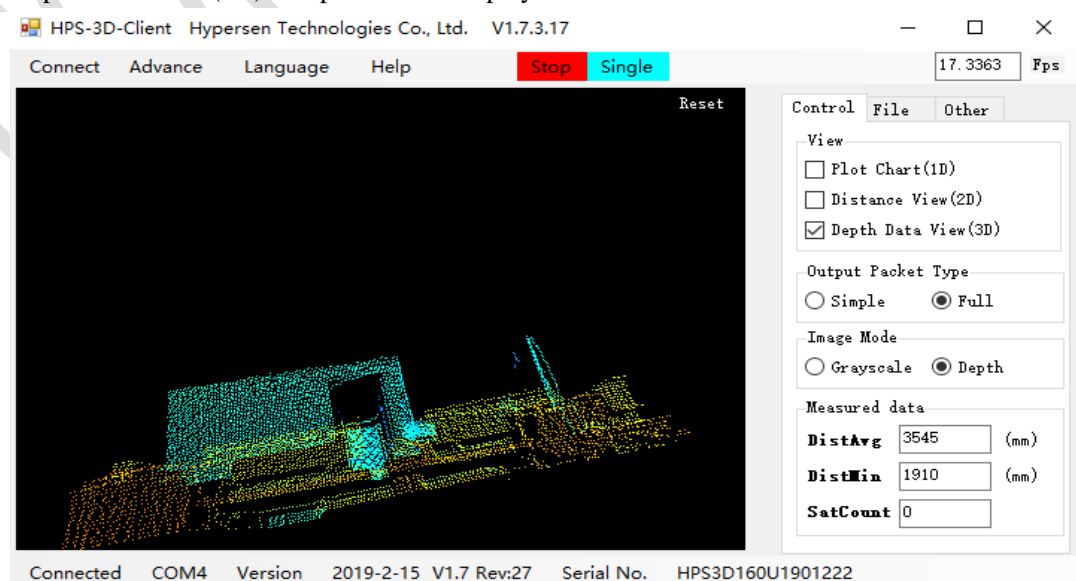 HPS-3D-Client Hypersen Technologies Co., Ltd. V1.7.3.17
Connect Advance Language Help Stop Single 17.3363 Fps
Reset
Control File Other
View
Plot Chart(1D)
Distance View(2D)
Depth Data View(3D)
Output Packet Type
Simple Full
Image Mode
Grayscale Depth
Measured data
DistAvg 3545 (mm)
DistMin 1910 (mm)
SatCount 0
Connected COM4 Version 2019-2-15 V1.7 Rev:27 Serial No. HPS3D160U1901222